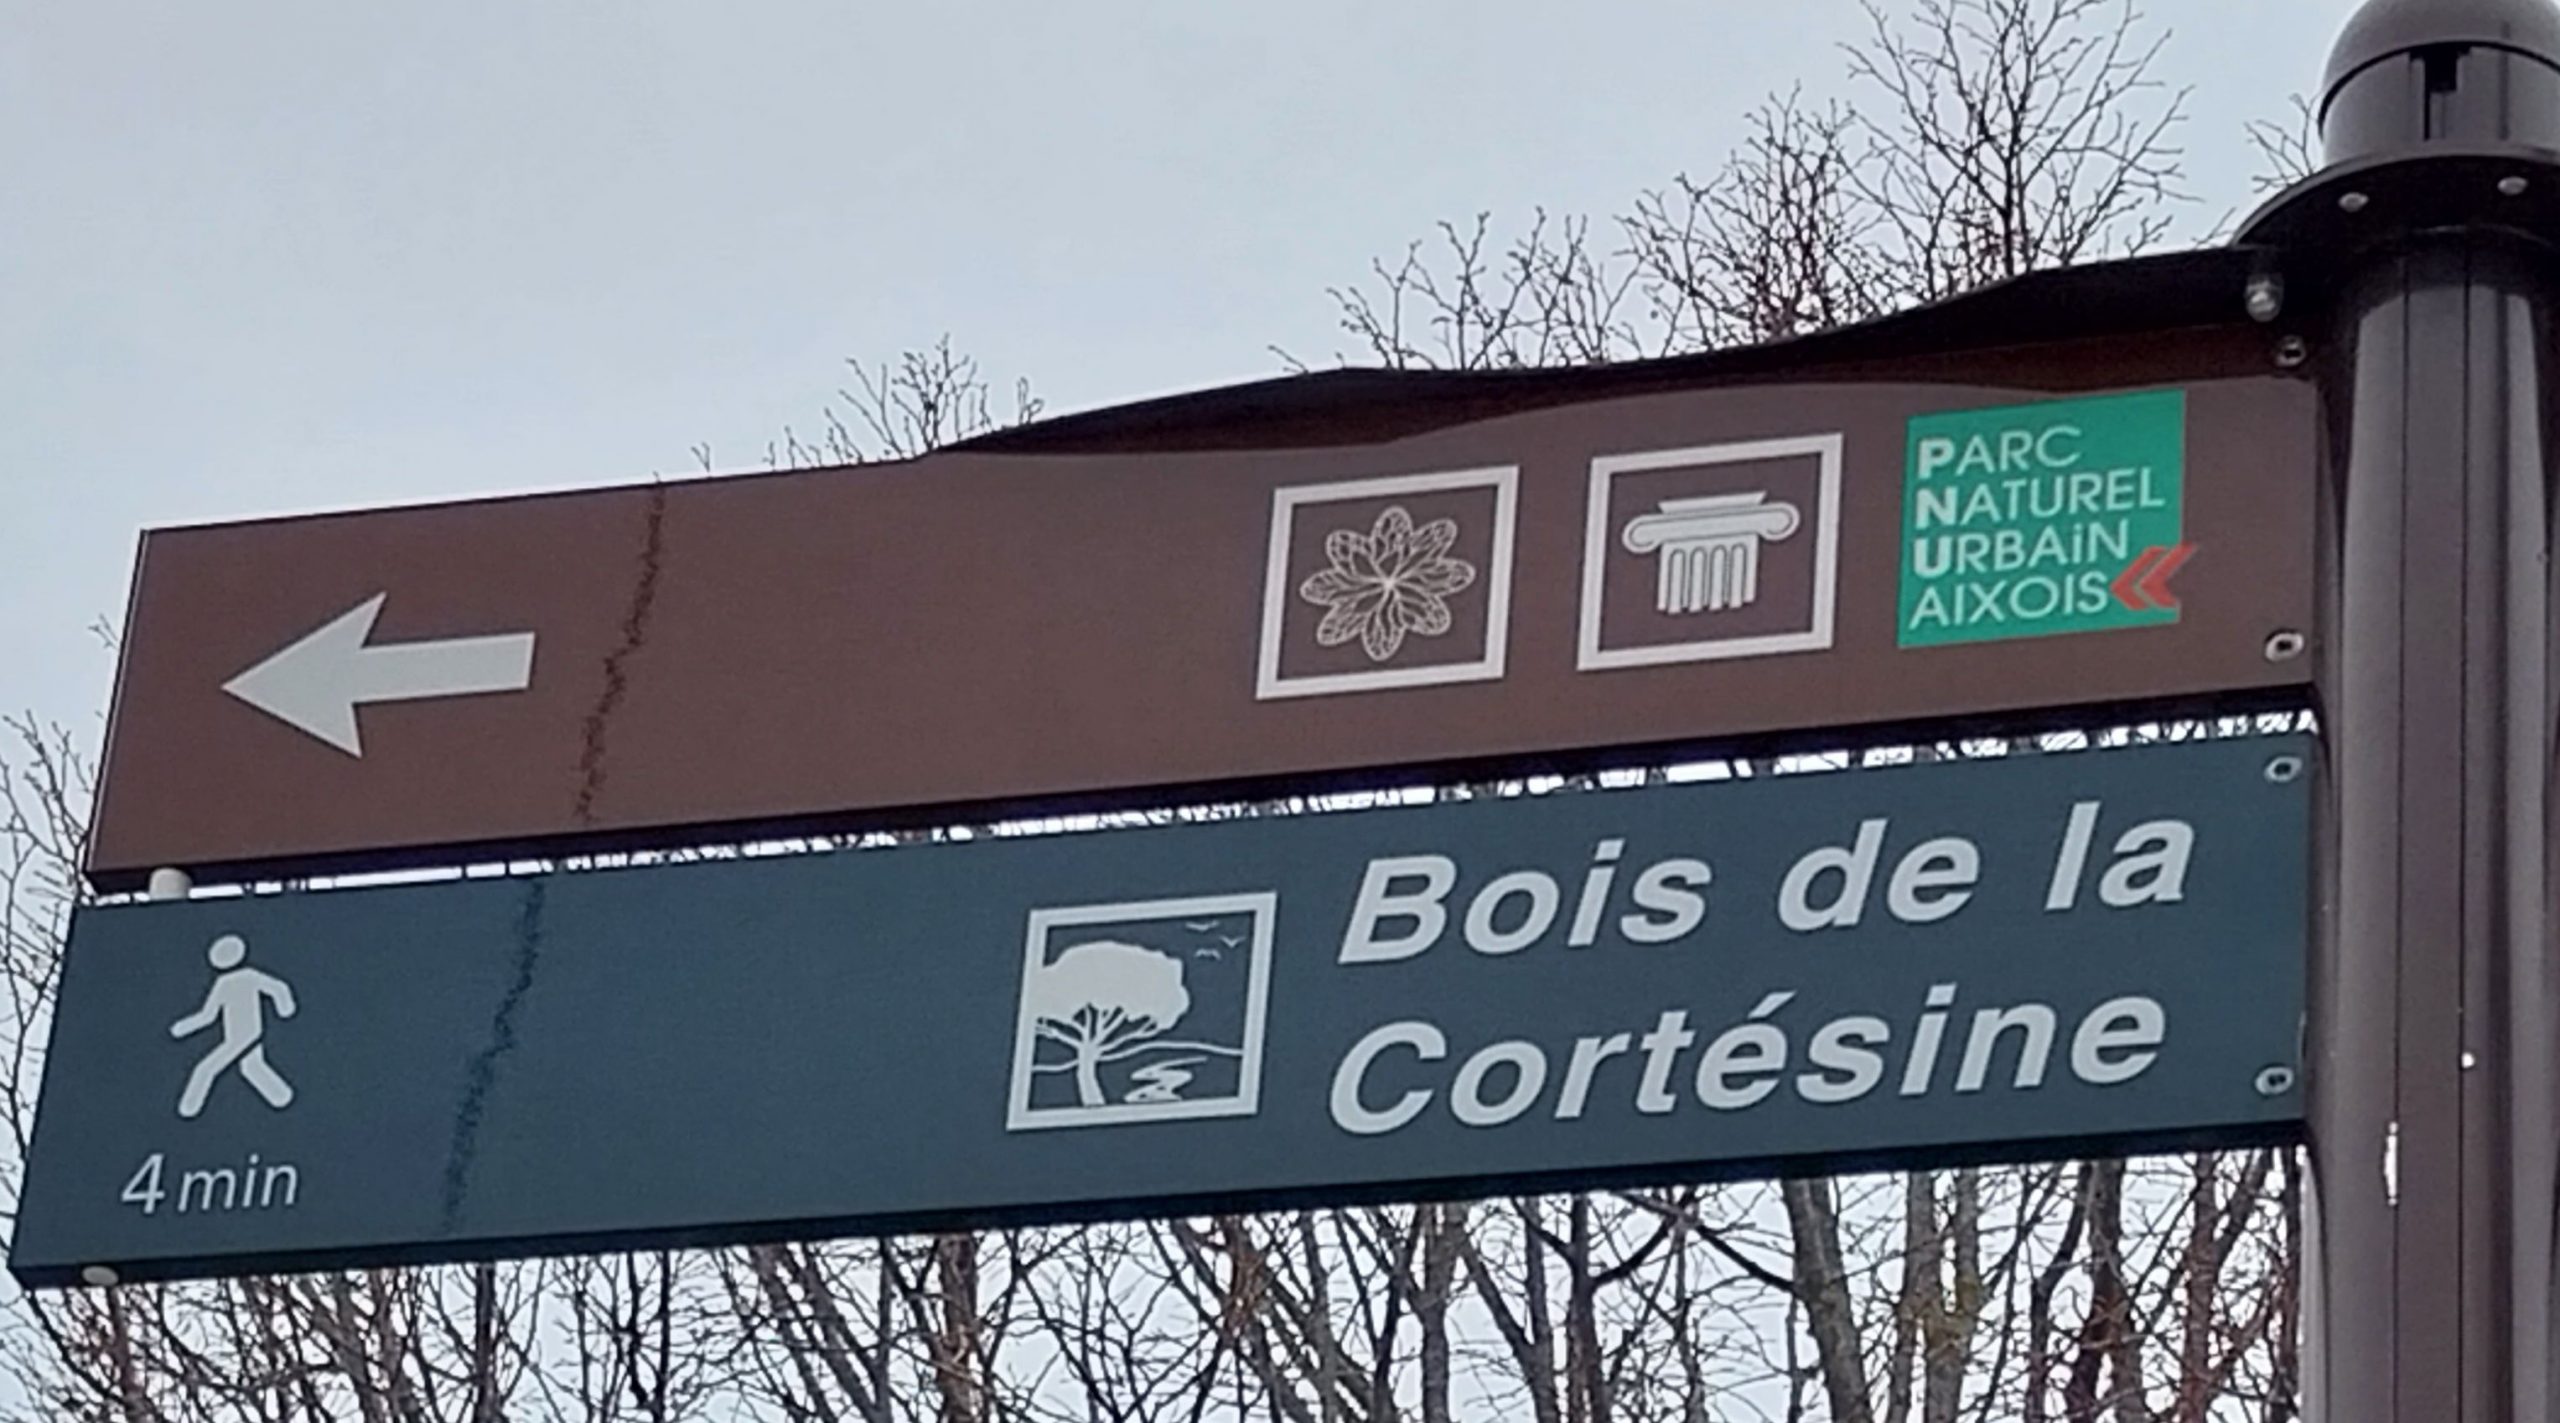 PARC
NATUREL
URBAiN
AIXOIS
Bois de la
Cortésine
4 min